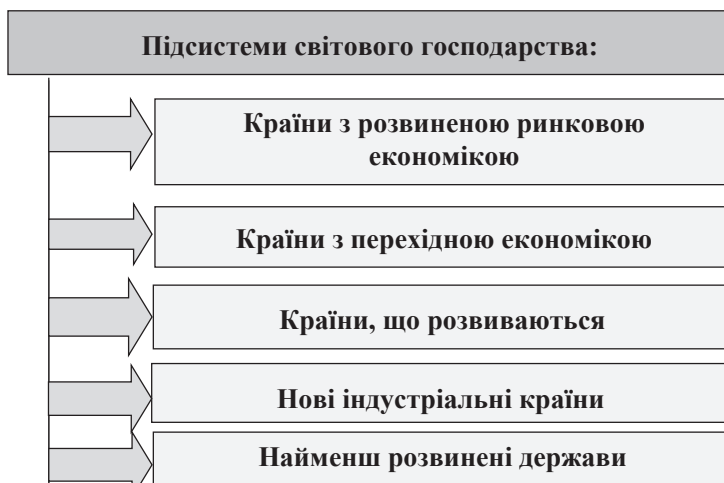 Підсистеми світового господарства:
Країни з розвиненою ринковою
економікою
Країни з перехідною економікою
Країни, що розвиваються
Нові індустріальні країни
Найменш розвинені держави